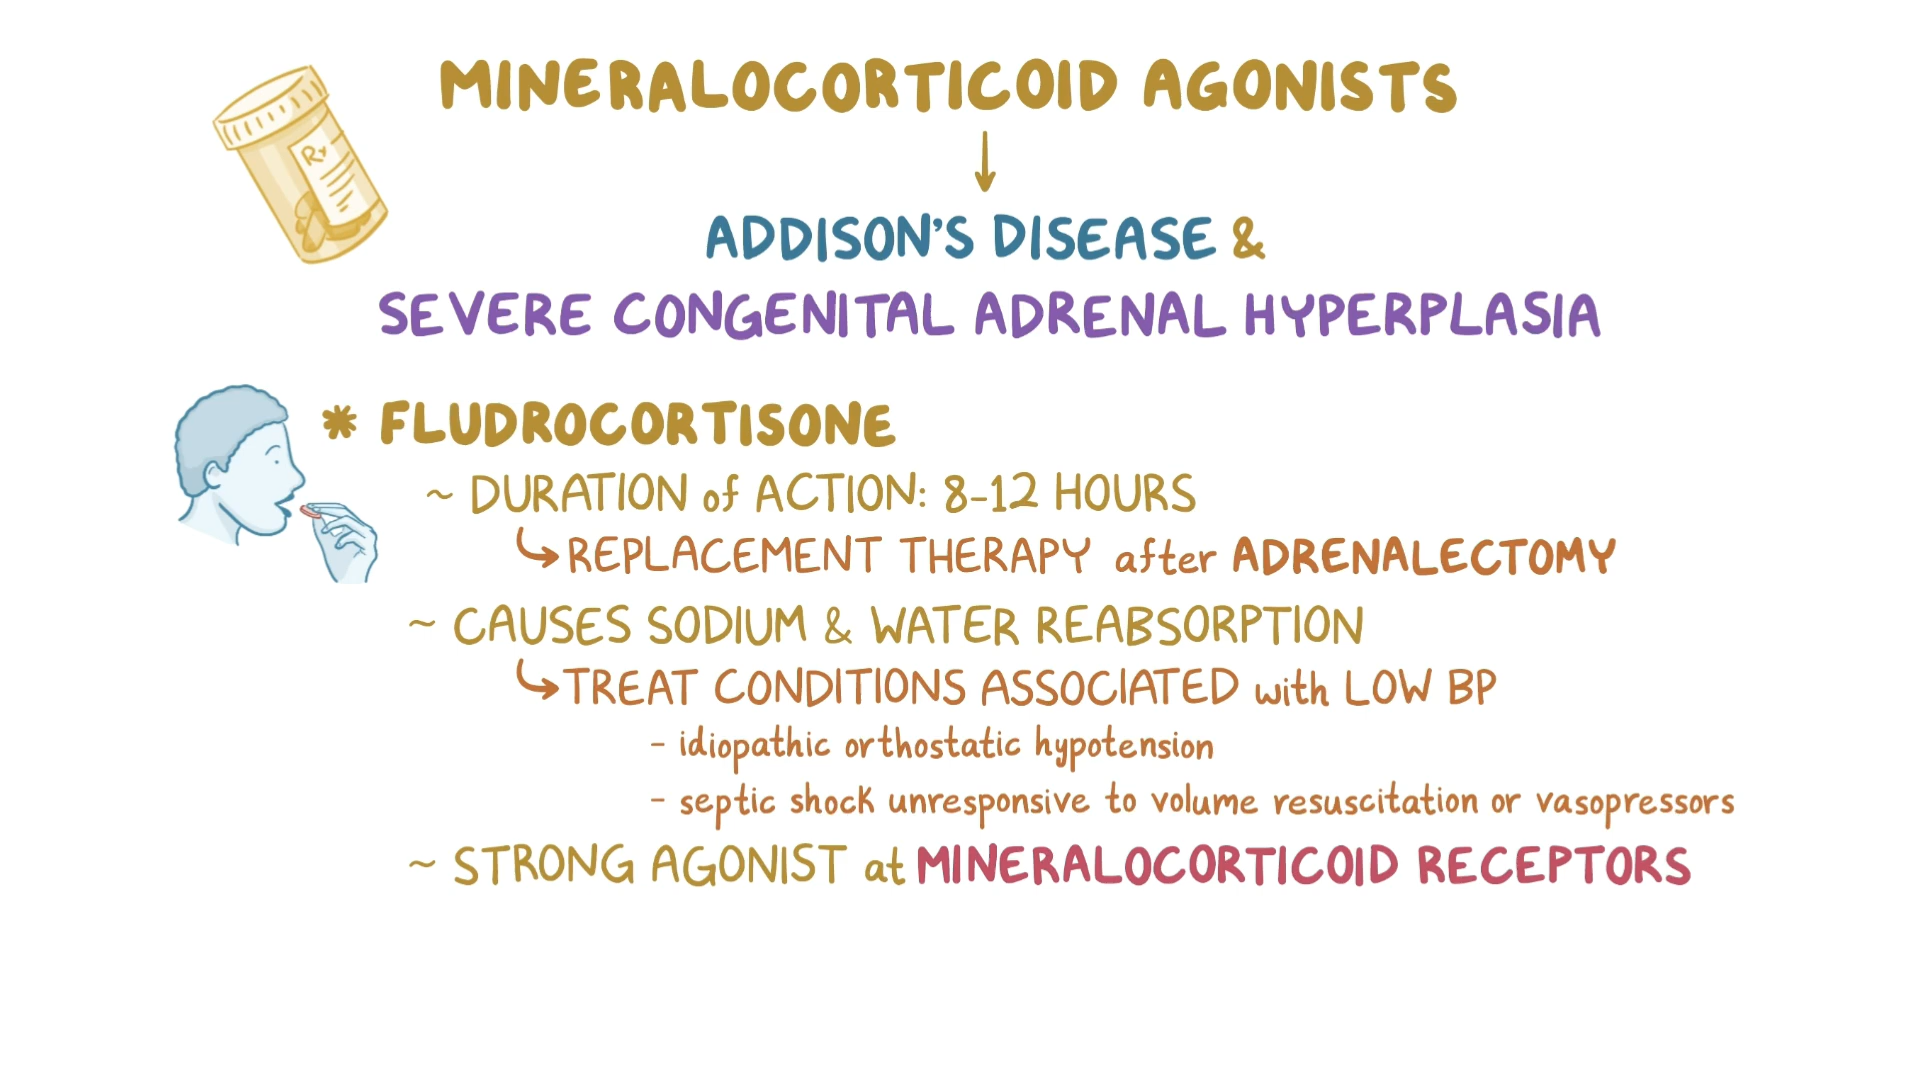 MINERALOCORTICOID AGONISTS
↓
Rx
ADDISON'S DISEASE &
SEVERE CONGENITAL ADRENAL HYPERPLASIA
* FLUDROCORTISONE
~ DURATION of ACTION: 8-12 HOURS
↳ REPLACEMENT THERAPY after ADRENALECTOMY
~ CAUSES SODIUM & WATER REABSORPTION
↳ TREAT CONDITIONS ASSOCIATED with LOW BP
- idiopathic orthostatic hypotension
- septic shock unresponsive to volume resuscitation or vasopressors
~ STRONG AGONIST at MINERALOCORTICOID RECEPTORS